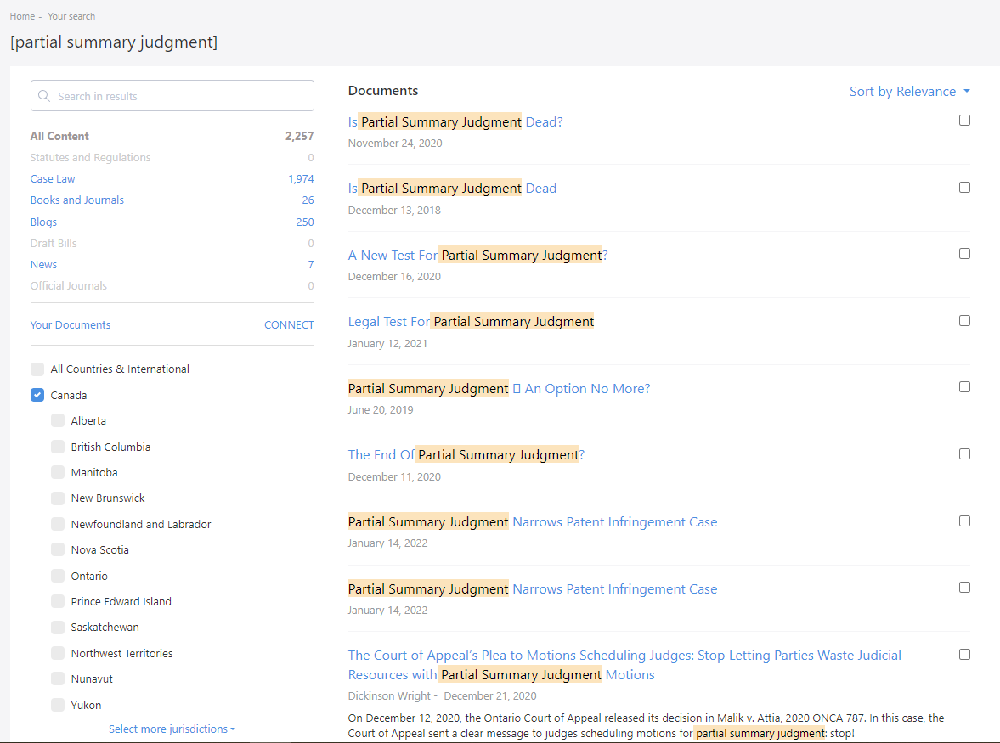 Home - Your search
[partial summary judgment]
Search in results
All Content 2,257
Statutes and Regulations 0
Case Law 1,974
Books and Journals 26
Blogs 250
Draft Bills 0
News 7
Official Journals 0
Your Documents CONNECT
All Countries & International
Canada
Alberta
British Columbia
Manitoba
New Brunswick
Newfoundland and Labrador
Nova Scotia
Ontario
Prince Edward Island
Saskatchewan
Northwest Territories
Nunavut
Yukon
Select more jurisdictions
Documents
Sort by Relevance
Is Partial Summary Judgment Dead?
November 24, 2020
Is Partial Summary Judgment Dead
December 13, 2018
A New Test For Partial Summary Judgment?
December 16, 2020
Legal Test For Partial Summary Judgment
January 12, 2021
Partial Summary Judgment An Option No More?
June 20, 2019
The End Of Partial Summary Judgment?
December 11, 2020
Partial Summary Judgment Narrows Patent Infringement Case
January 14, 2022
Partial Summary Judgment Narrows Patent Infringement Case
January 14, 2022
The Court of Appeal's Plea to Motions Scheduling Judges: Stop Letting Parties Waste Judicial
Resources with Partial Summary Judgment Motions
Dickinson Wright - December 21, 2020
On December 12, 2020, the Ontario Court of Appeal released its decision in Malik v. Attia, 2020 ONCA 787. In this case, the
Court of Appeal sent a clear message to judges scheduling motions for partial summary judgment: stop!